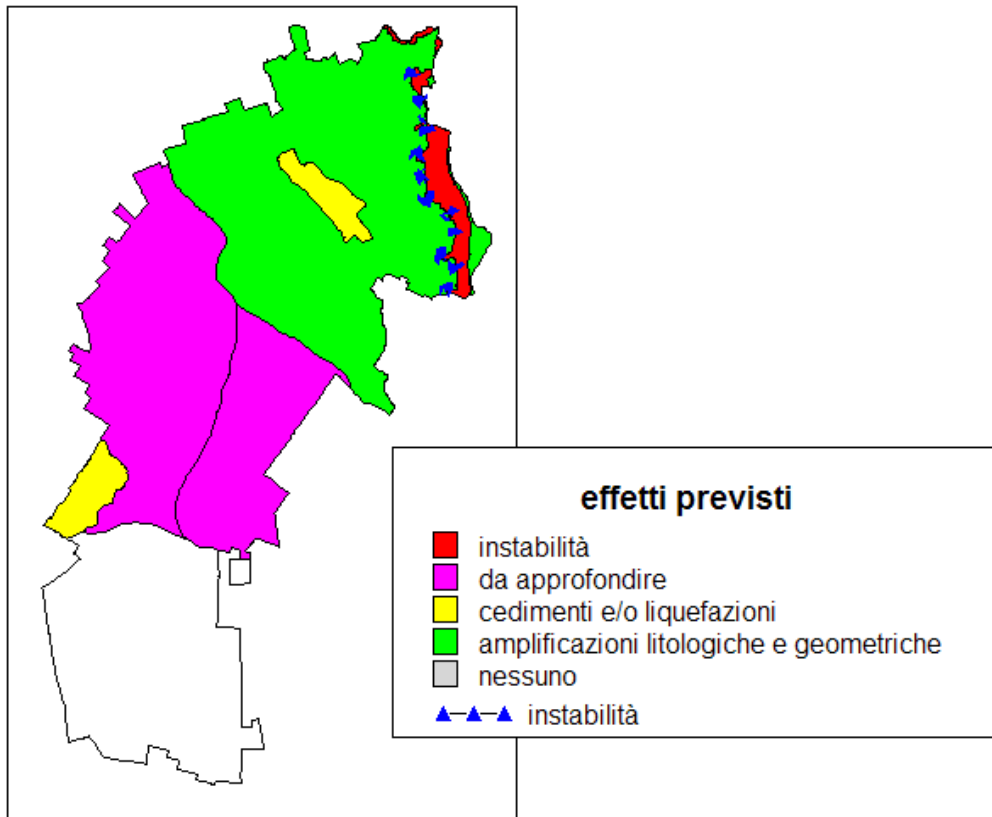 effetti previsti
instabilità
da approfondire
cedimenti e/o liquefazioni
amplificazioni litologiche e geometriche
nessuno
instabilità